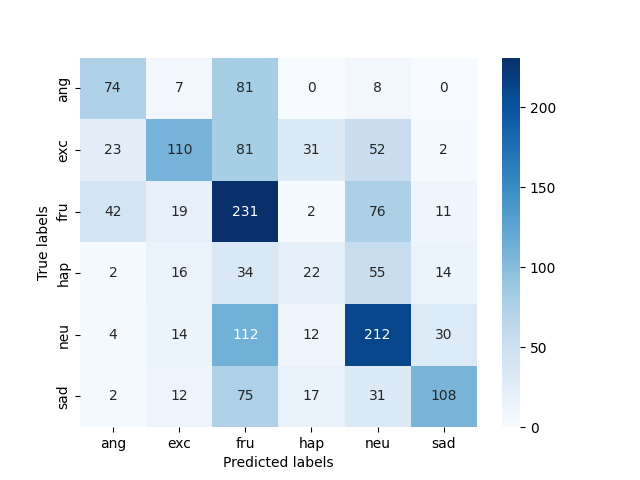 ang 74 7 81 0 8 0
exc 23 110 81 31 52 2
fru 42 19 231 2 76 11
hap 2 16 34 22 55 14
neu 4 14 112 12 212 30
sad 2 12 75 17 31 108
ang exc fru hap neu sad
Predicted labels
True labels
200
150
100
50
0